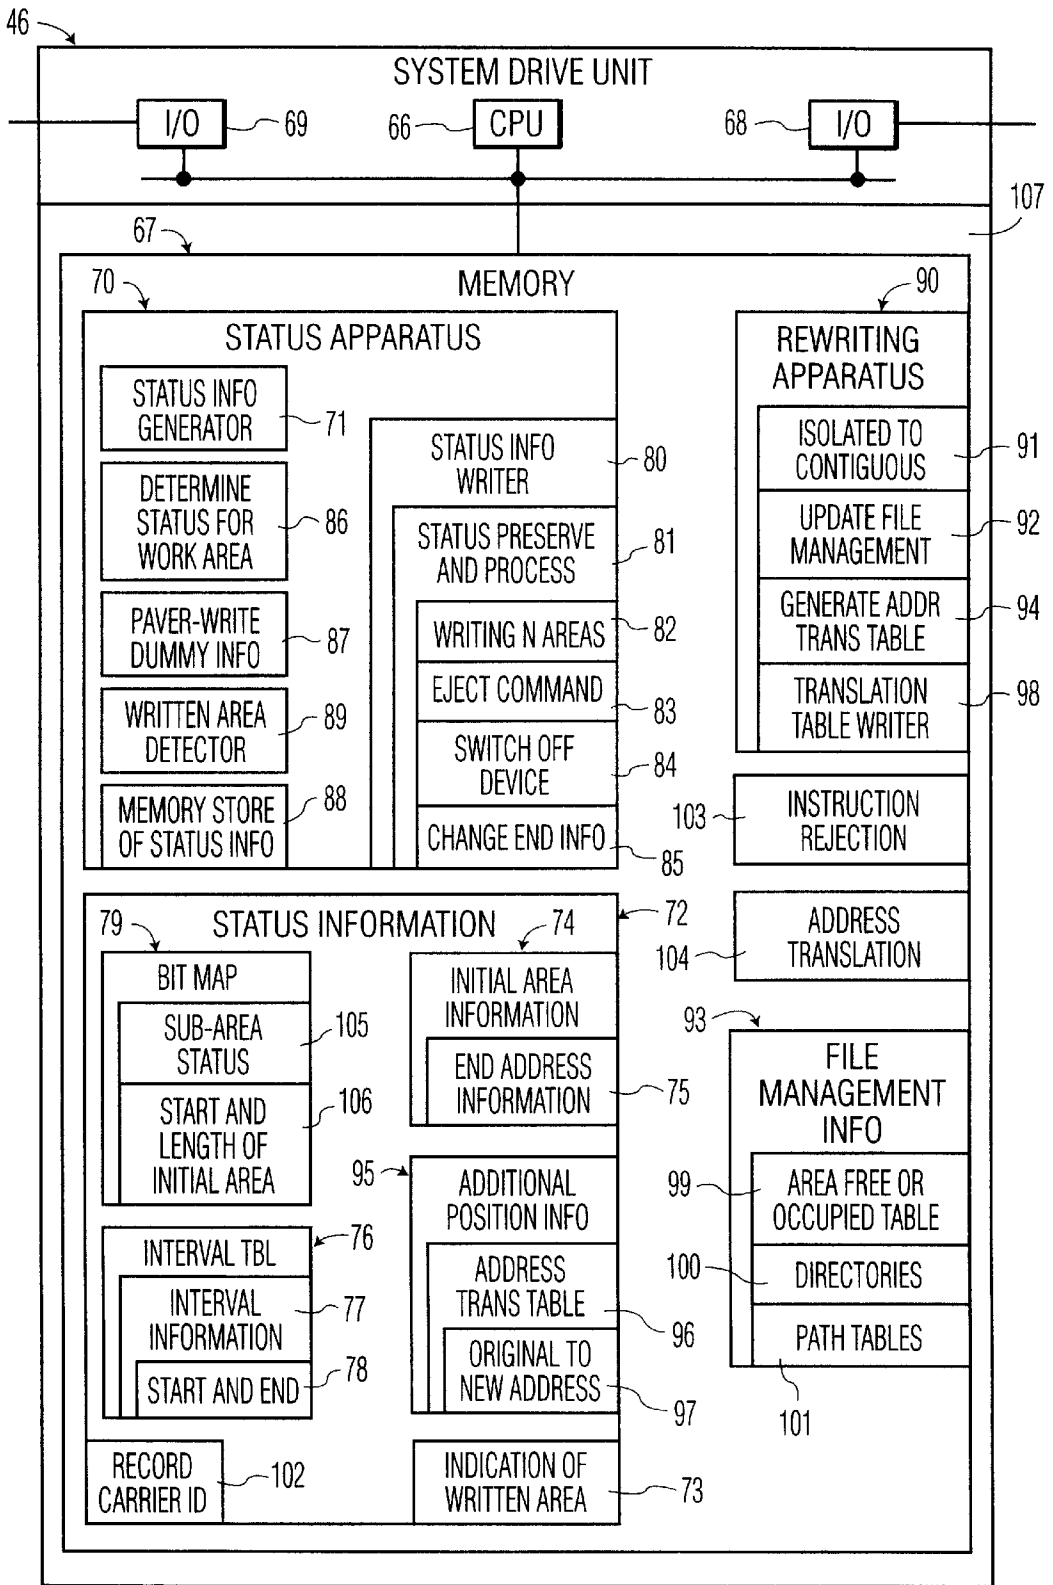 46
SYSTEM DRIVE UNIT
I/O
69
66
CPU
68
I/O
107
67
MEMORY
70
STATUS APPARATUS
STATUS INFO
GENERATOR
71
DETERMINE
STATUS FOR
WORK AREA
86
PAVER-WRITE
DUMMY INFO
87
WRITTEN AREA
DETECTOR
89
MEMORY STORE
OF STATUS INFO
88
STATUS INFO
WRITER
80
STATUS PRESERVE
AND PROCESS
81
WRITING N AREAS
82
EJECT COMMAND
83
SWITCH OFF
DEVICE
84
CHANGE END INFO
85
90
REWRITING
APPARATUS
ISOLATED TO
CONTIGUOUS
91
UPDATE FILE
MANAGEMENT
92
GENERATE ADDR
TRANS TABLE
94
TRANSLATION
TABLE WRITER
98
103
INSTRUCTION
REJECTION
104
ADDRESS
TRANSLATION
STATUS INFORMATION
72
79
BIT MAP
SUB-AREA
STATUS
105
START AND
LENGTH OF
INITIAL AREA
106
74
INITIAL AREA
INFORMATION
END ADDRESS
INFORMATION
75
INTERVAL TBL
76
INTERVAL
INFORMATION
77
START AND END
78
95
ADDITIONAL
POSITION INFO
ADDRESS
TRANS TABLE
96
ORIGINAL TO
NEW ADDRESS
97
RECORD
CARRIER ID
102
INDICATION OF
WRITTEN AREA
73
93
FILE
MANAGEMENT
INFO
99
AREA FREE OR
OCCUPIED TABLE
100
DIRECTORIES
PATH TABLES
101